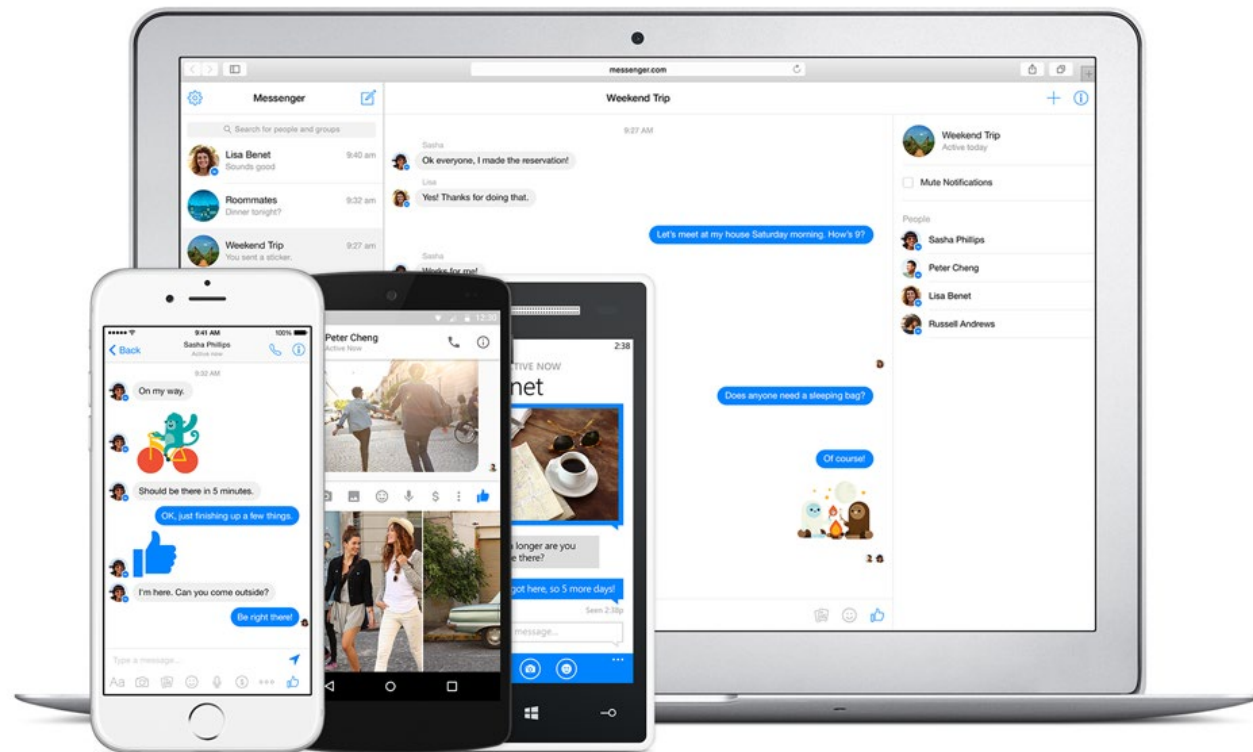 messenger.com
Messenger
Weekend Trip
Search for people and groups
Lisa Benet
9:40 am
Sounds good
Roommates
9:32 am
Dinner tonight?
Weekend Trip
9:27 am
You sent a sticker.
9:27 AM
Sasha
Ok everyone, I made the reservation!
Lisa
Yes! Thanks for doing that.
Let's meet at my house Saturday morning. How's 9?
Sasha
Works for me!
Does anyone need a sleeping bag?
Of course!
Weekend Trip
Active today
Mute Notifications
People
Sasha Phillips
Peter Cheng
Lisa Benet
Russell Andrews
9:41 AM
100%
Back
Sasha Phillips
Active now
9:32 AM
On my way.
Should be there in 5 minutes.
OK, just finishing up a few things.
I'm here. Can you come outside?
Be right there!
Type a message...
Aa
12:30
Peter Cheng
Active Now
$
2:38
TIVE NOW
net
longer are you
e there?
got here, so 5 more days!
Seen 2:38p
message...